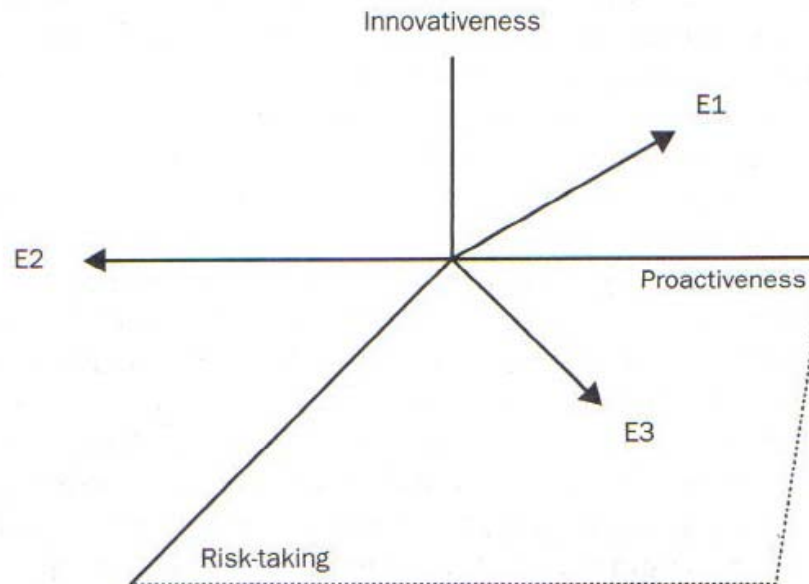 Innovativeness
E1
E2
Proactiveness
E3
Risk-taking